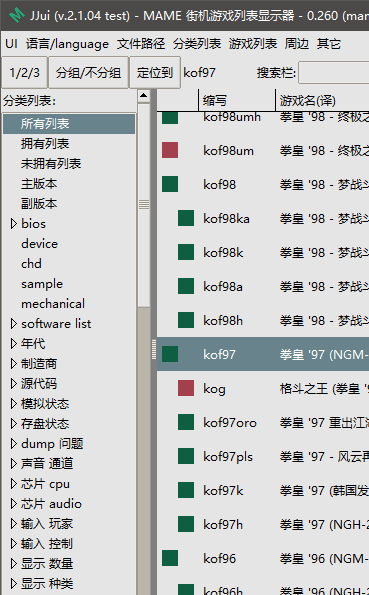 JJui (v.2.1.04 test) - MAME 街机游戏列表显示器 - 0.260 (mam
UI 语言/language 文件路径 分类列表 游戏列表 周边 其它
1/2/3 分组/不分组 定位到 kof97 搜索栏:
分类列表:
所有列表
拥有列表
未拥有列表
主版本
副版本
bios
device
chd
sample
mechanical
software list
年代
制造商
源代码
模拟状态
存盘状态
dump 问题
声音 通道
芯片 cpu
芯片 audio
输入 玩家
输入 控制
显示 数量
显示 种类
缩写 游戏名(译)
kof98umh 拳皇 '98 - 终极
kof98um 拳皇 '98 - 终极
kof98 拳皇 '98 - 梦战
kof98ka 拳皇 '98 - 梦战斗
kof98k 拳皇 '98 - 梦战斗
kof98a 拳皇 '98 - 梦战斗
kof98h 拳皇 '98 - 梦战斗
kof97 拳皇 '97 (NGM-
kog 格斗之王 (拳皇 '9
kof97oro 拳皇 '97 重出江湖
kof97pls 拳皇 '97 - 风云再
kof97k 拳皇 '97 (韩国发
kof97h 拳皇 '97 (NGH-2
kof96 拳皇 '96 (NGM-
kof96h 拳皇 '96 (NGH-2